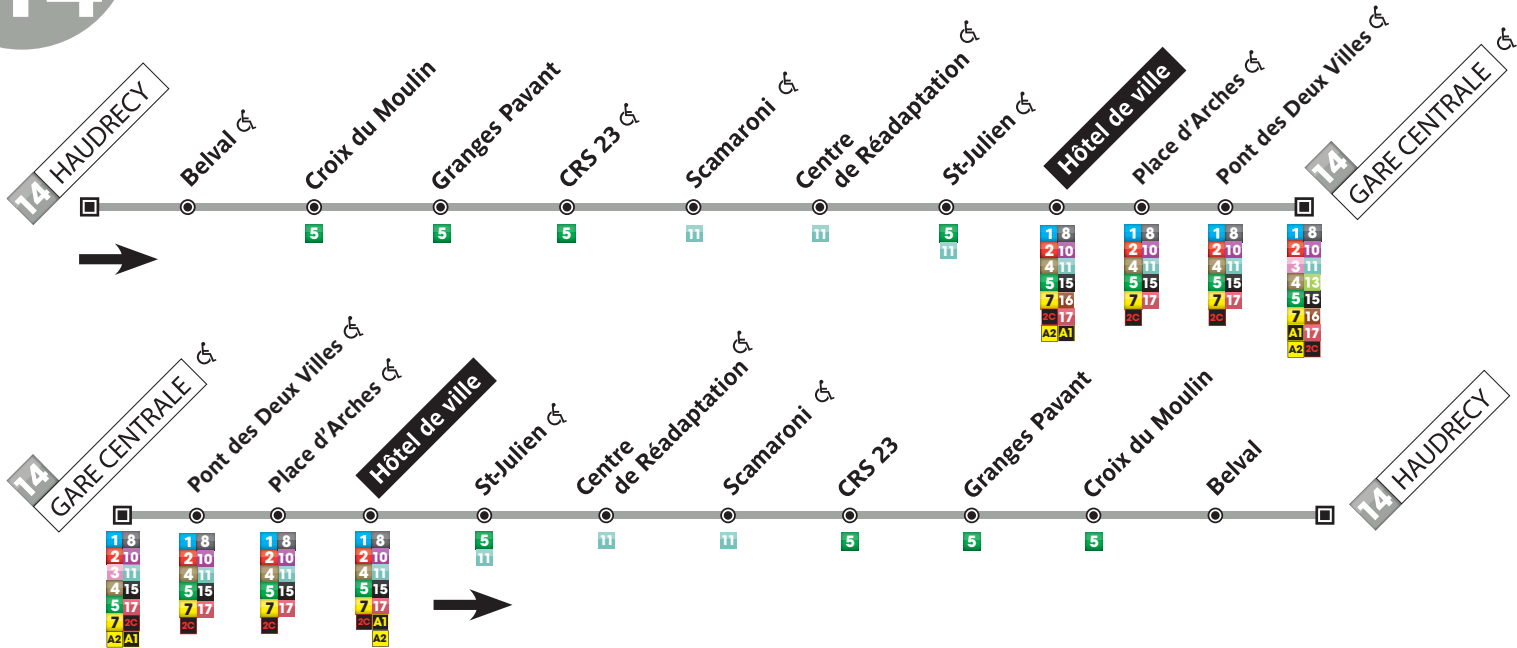 14
14 HAUDRECY
Belval
Croix du Moulin
Granges Pavant
CRS 23
Scamaroni
Centre
de Réadaptation
St-Julien
Hôtel de ville
Place d'Arches
Pont des Deux Villes
14
GARE CENTRALE
5
5
5
11
11
5
11
1 8
2 10
4 11
5 15
7 16
2C 17
A2 A1
1 8
2 10
4 11
5 15
7 17
2C
1 8
2 10
4 11
5 15
7 17
2C
1 8
2 10
3 11
4 13
5 15
7 16
A1 17
A2 2C
14
GARE CENTRALE
Pont des Deux Villes
Place d'Arches
Hôtel de ville
St-Julien
Centre
de Réadaptation
Scamaroni
CRS 23
Granges Pavant
Croix du Moulin
Belval
14 HAUDRECY
1 8
2 10
3 11
4 15
5 17
7 2C
A2 A1
1 8
2 10
4 11
5 15
7 17
2C
1 8
2 10
4 11
5 15
7 17
2C
1 8
2 10
4 11
5 15
7 17
2C A1
A2
5
11
11
11
5
5
5